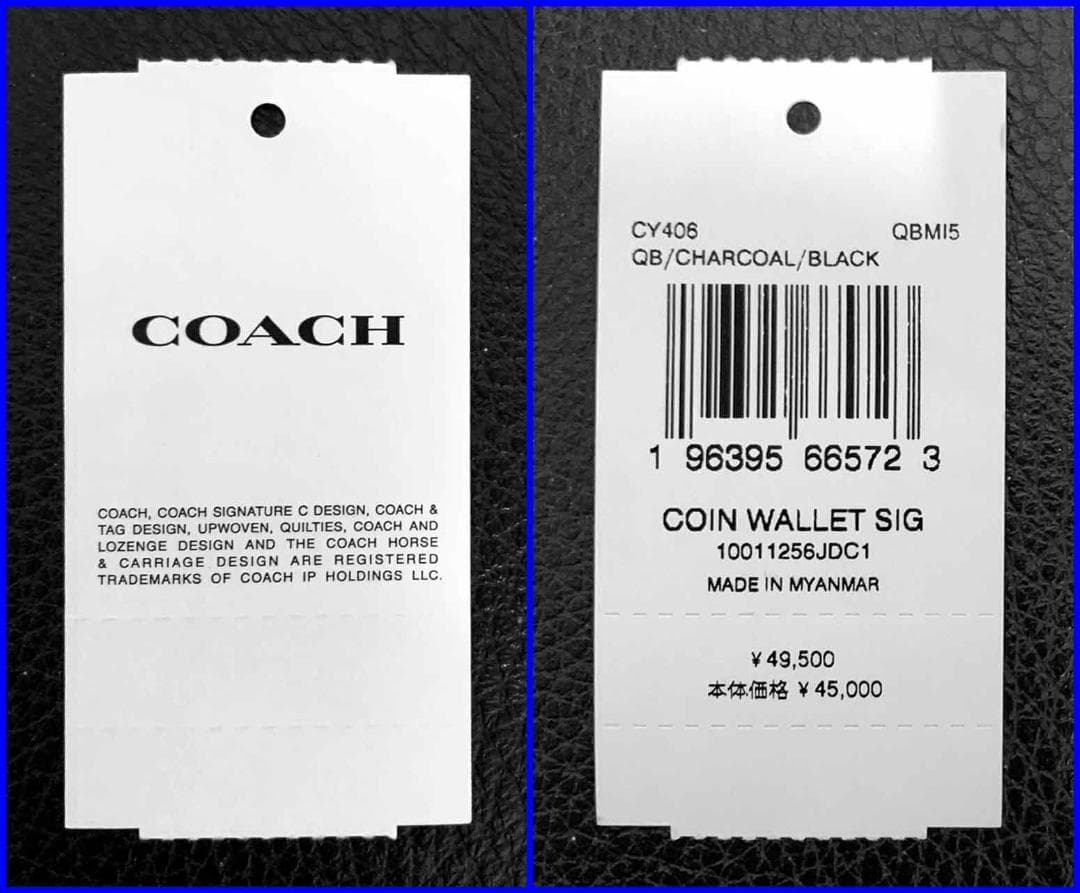 COACH
COACH, COACH SIGNATURE C DESIGN, COACH &
TAG DESIGN, UPWOVEN, QUILTIES, COACH AND
LOZENGE DESIGN AND THE COACH HORSE
& CARRIAGE DESIGN ARE REGISTERED
TRADEMARKS OF COACH IP HOLDINGS LLC.
CY406 QBMI5
QB/CHARCOAL/BLACK
1 96395 66572 3
COIN WALLET SIG
10011256JDC1
MADE IN MYANMAR
¥49,500
本体価格 ¥45,000